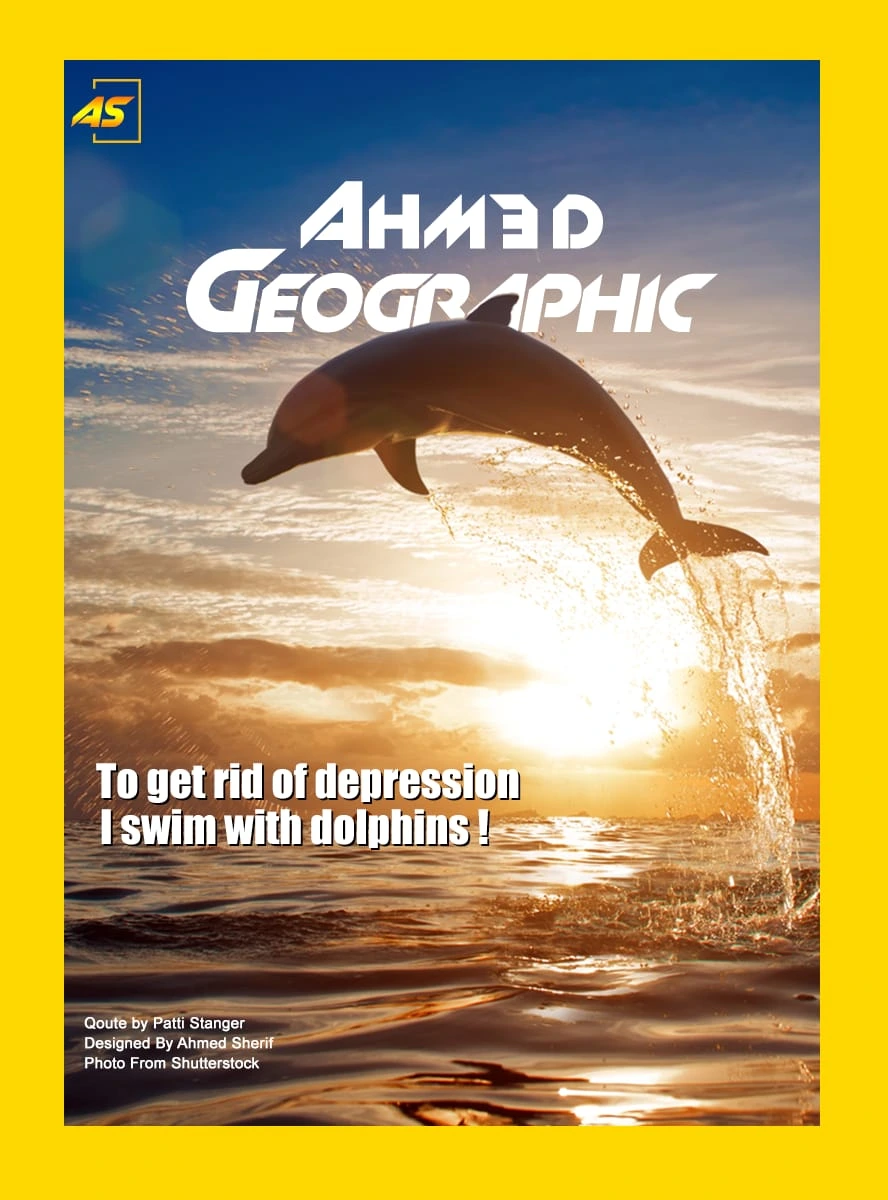 AS
AHMED
GEOGRAPHIC
To get rid of depression
I swim with dolphins !
Qoute by Patti Stanger
Designed By Ahmed Sherif
Photo From Shutterstock